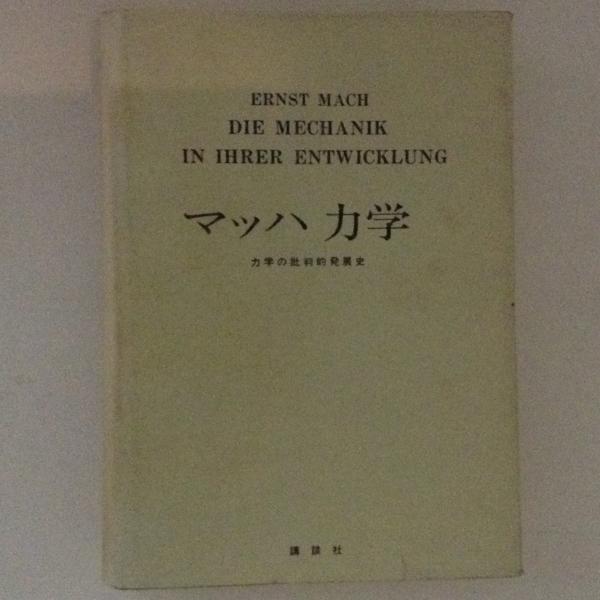 ERNST MACH
DIE MECHANIK
IN IHRER ENTWICKLUNG
マッハ 力学
力学の批判的発展史
講談社